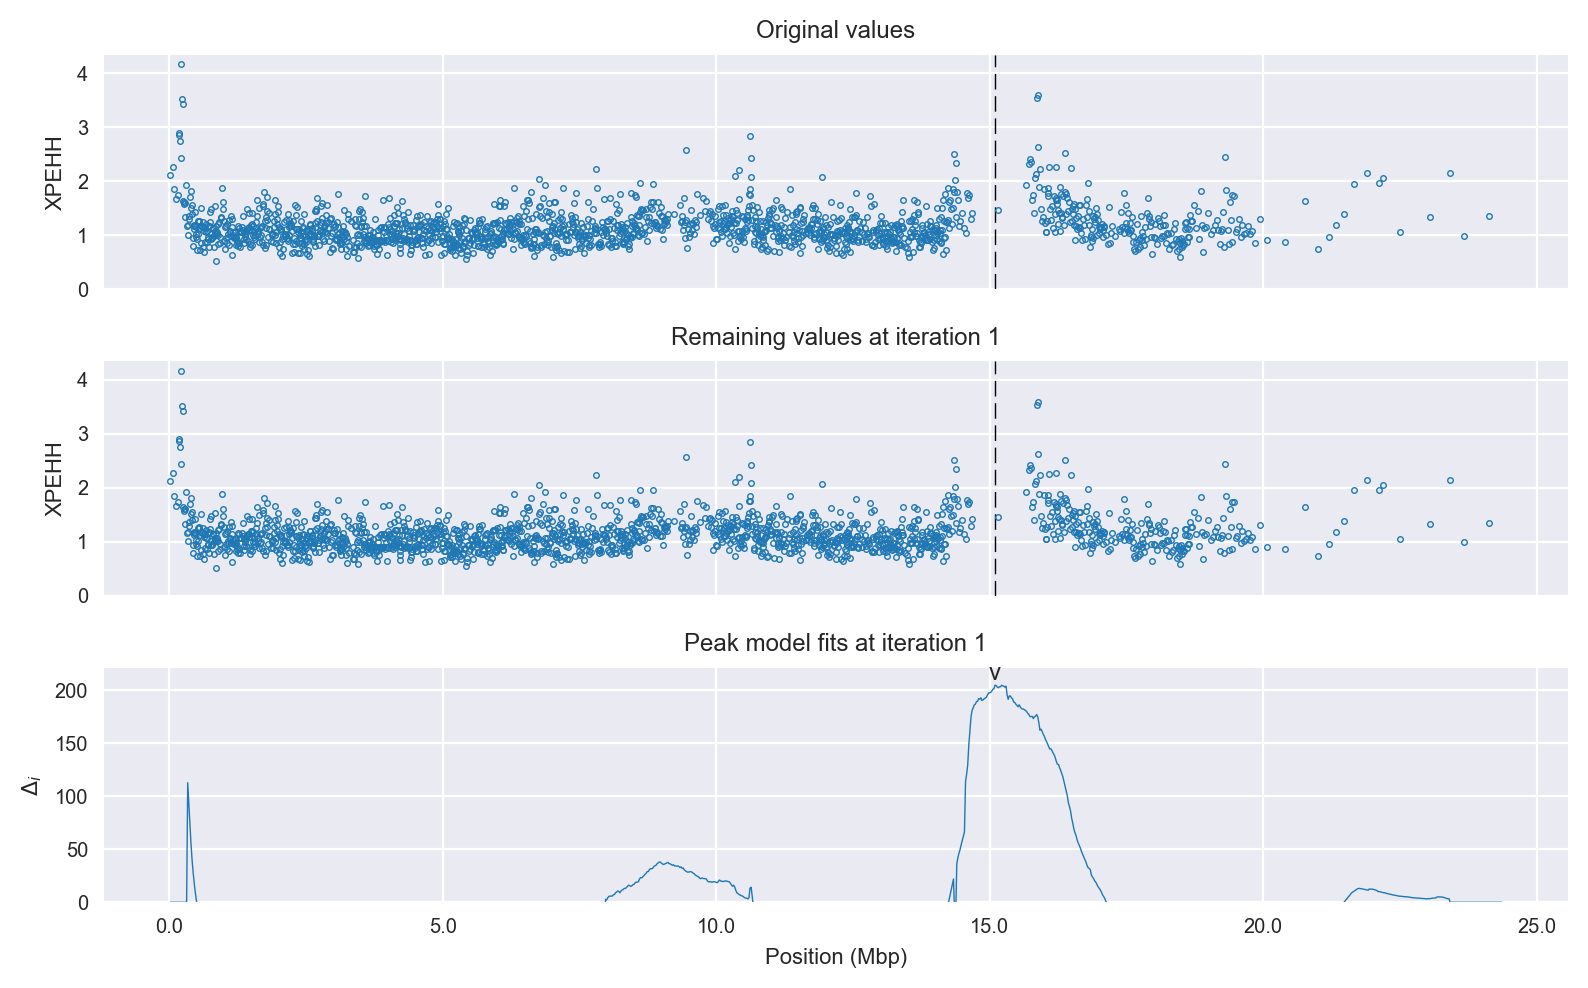 Original values
4
3
2
1
0
XPEHH
Remaining values at iteration 1
4
3
2
1
0
XPEHH
Peak model fits at iteration 1
v
200
150
100
50
0
Δi
0.0 5.0 10.0 15.0 20.0 25.0
Position (Mbp)